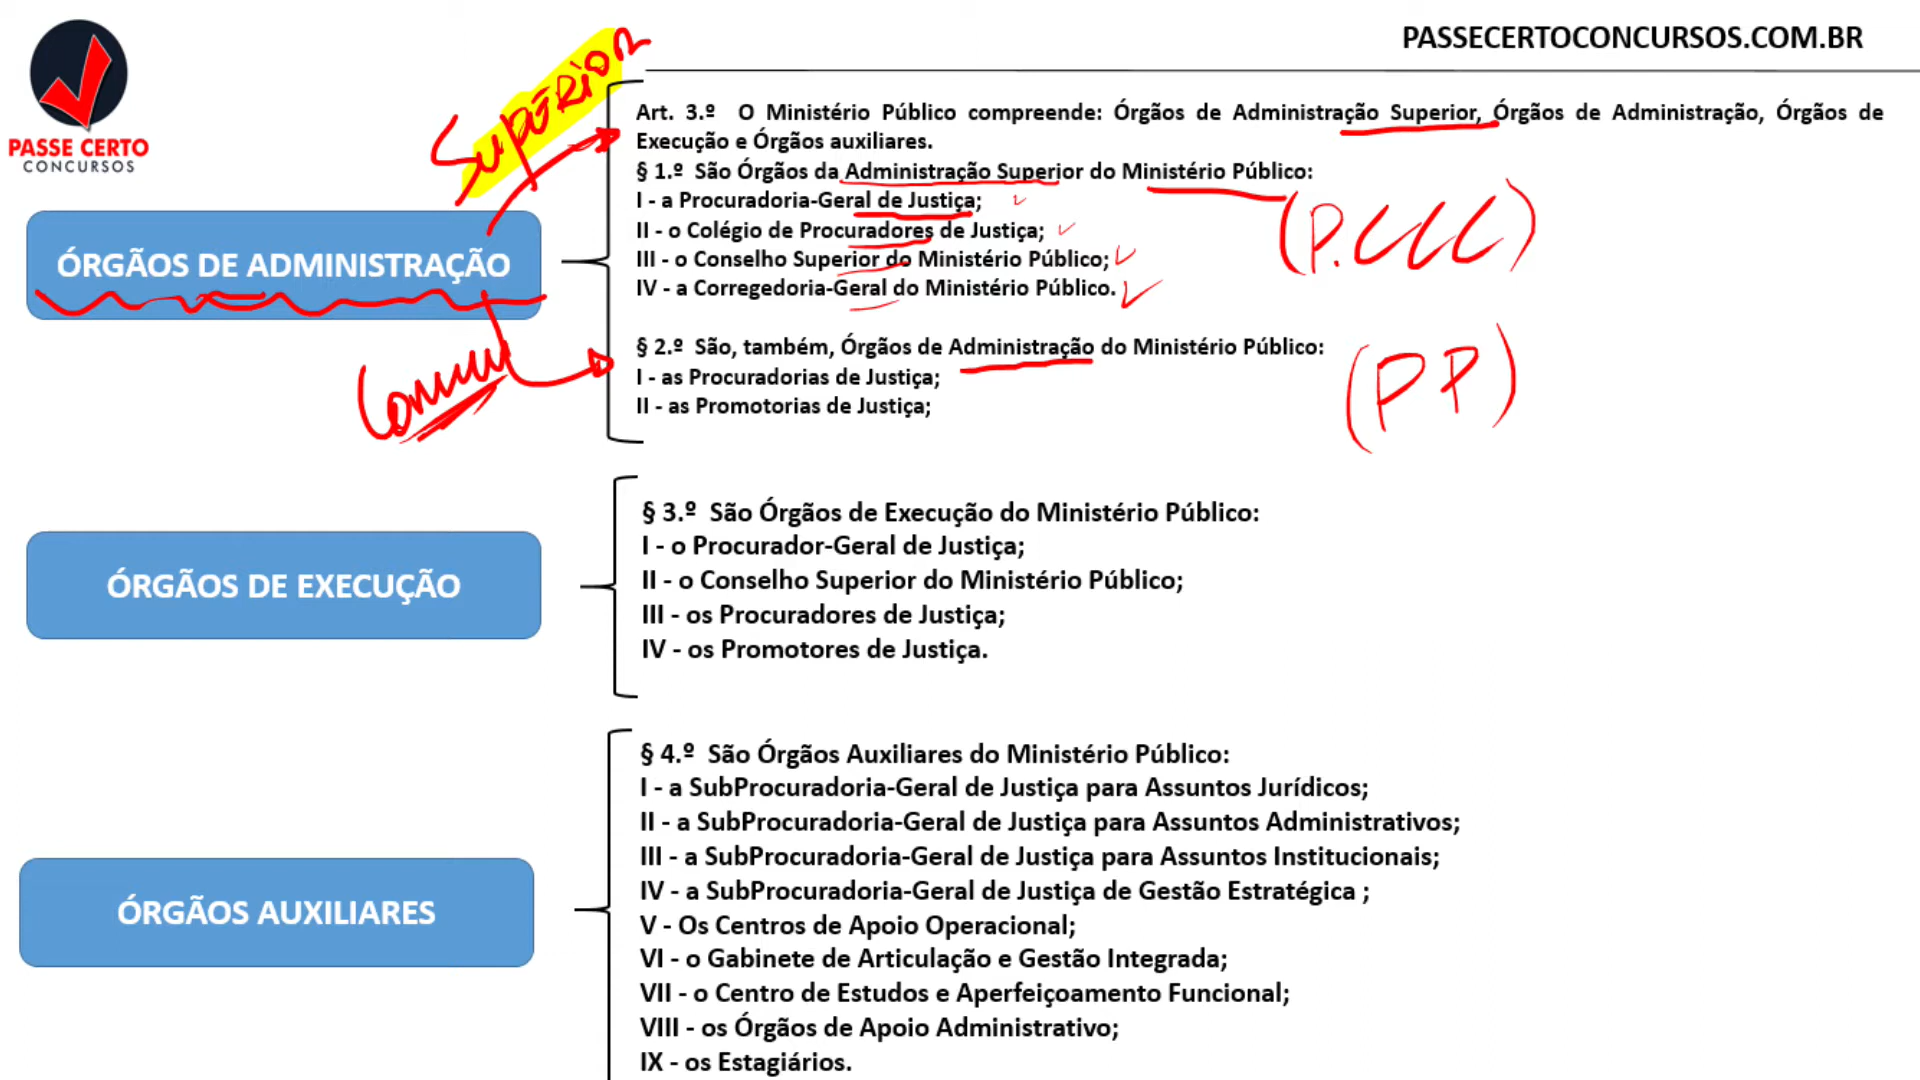 PASSECERTOCONCURSOS.COM.BR
PASSE CERTO
CONCURSOS
SUPERIOR
Art. 3.º O Ministério Público compreende: Órgãos de Administração Superior, Órgãos de Administração, Órgãos de
Execução e Órgãos auxiliares.
§ 1.º São Órgãos da Administração Superior do Ministério Público:
I - a Procuradoria-Geral de Justiça;
II - o Colégio de Procuradores de Justiça;
III - o Conselho Superior do Ministério Público;
IV - a Corregedoria-Geral do Ministério Público.
(P.CCC)
ÓRGÃOS DE ADMINISTRAÇÃO
§ 2.º São, também, Órgãos de Administração do Ministério Público:
I - as Procuradorias de Justiça;
II - as Promotorias de Justiça;
(PP)
ÓRGÃOS DE EXECUÇÃO
§ 3.º São Órgãos de Execução do Ministério Público:
I - o Procurador-Geral de Justiça;
II - o Conselho Superior do Ministério Público;
III - os Procuradores de Justiça;
IV - os Promotores de Justiça.
ÓRGÃOS AUXILIARES
§ 4.º São Órgãos Auxiliares do Ministério Público:
I - a SubProcuradoria-Geral de Justiça para Assuntos Jurídicos;
II - a SubProcuradoria-Geral de Justiça para Assuntos Administrativos;
III - a SubProcuradoria-Geral de Justiça para Assuntos Institucionais;
IV - a SubProcuradoria-Geral de Justiça de Gestão Estratégica ;
V - Os Centros de Apoio Operacional;
VI - o Gabinete de Articulação e Gestão Integrada;
VII - o Centro de Estudos e Aperfeiçoamento Funcional;
VIII - os Órgãos de Apoio Administrativo;
IX - os Estagiários.